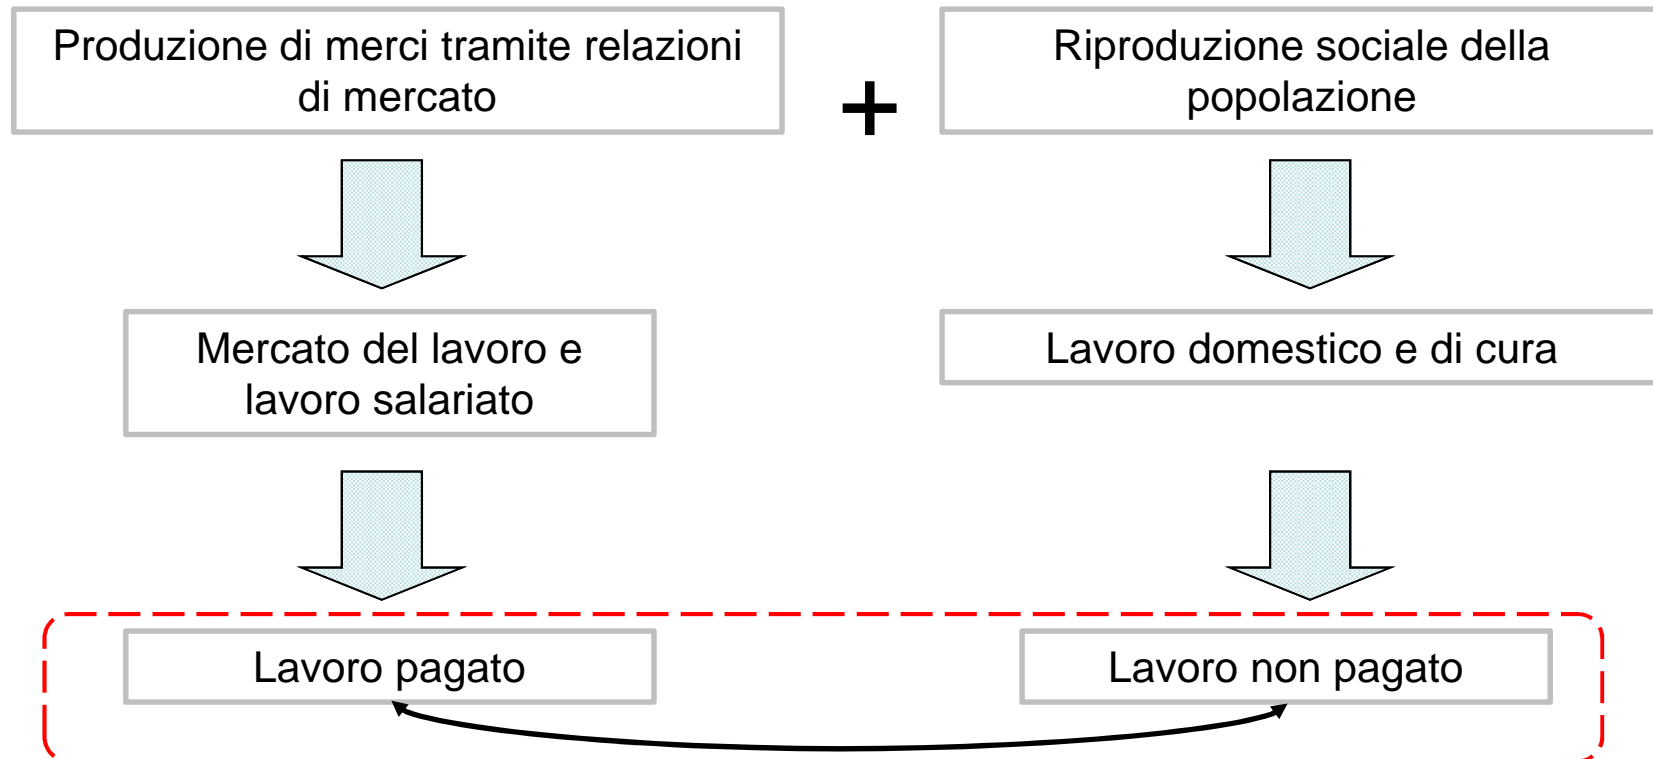 Produzione di merci tramite relazioni
di mercato
+
Riproduzione sociale della
popolazione
Mercato del lavoro e
lavoro salariato
Lavoro domestico e di cura
Lavoro pagato
Lavoro non pagato